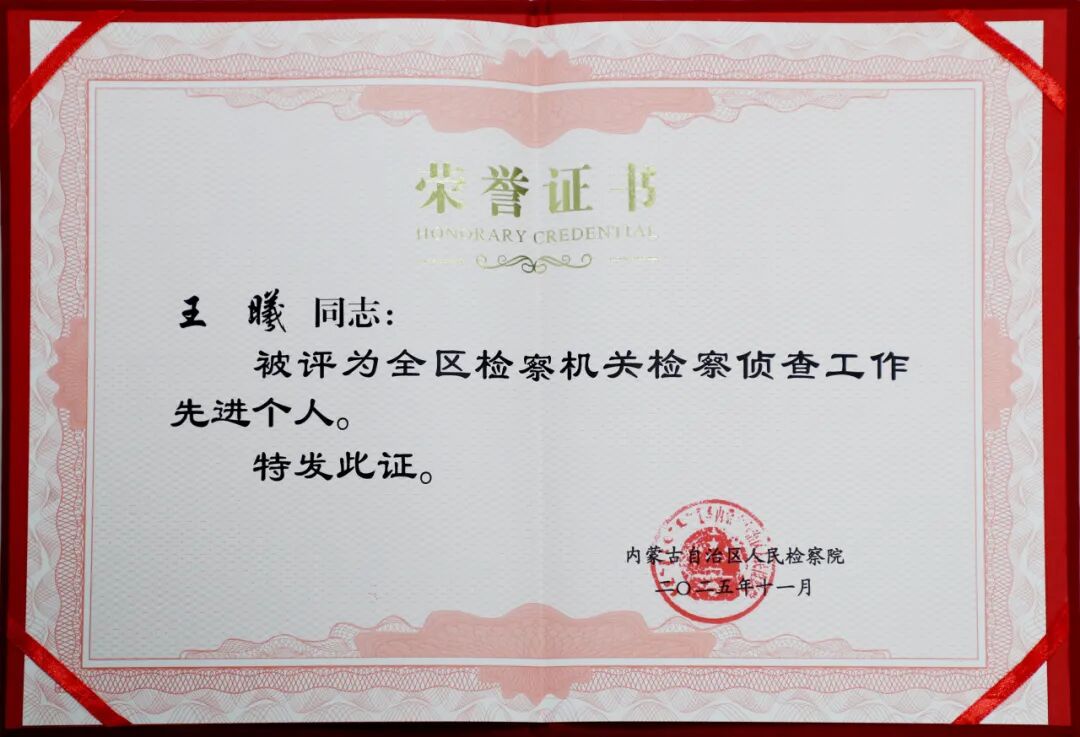 荣誉证书
HONORARY CREDENTIAL
王 曦 同志：
被评为全区检察机关检察侦查工作
先进个人。
特发此证。
内蒙古自治区人民检察院
二〇二五年十一月